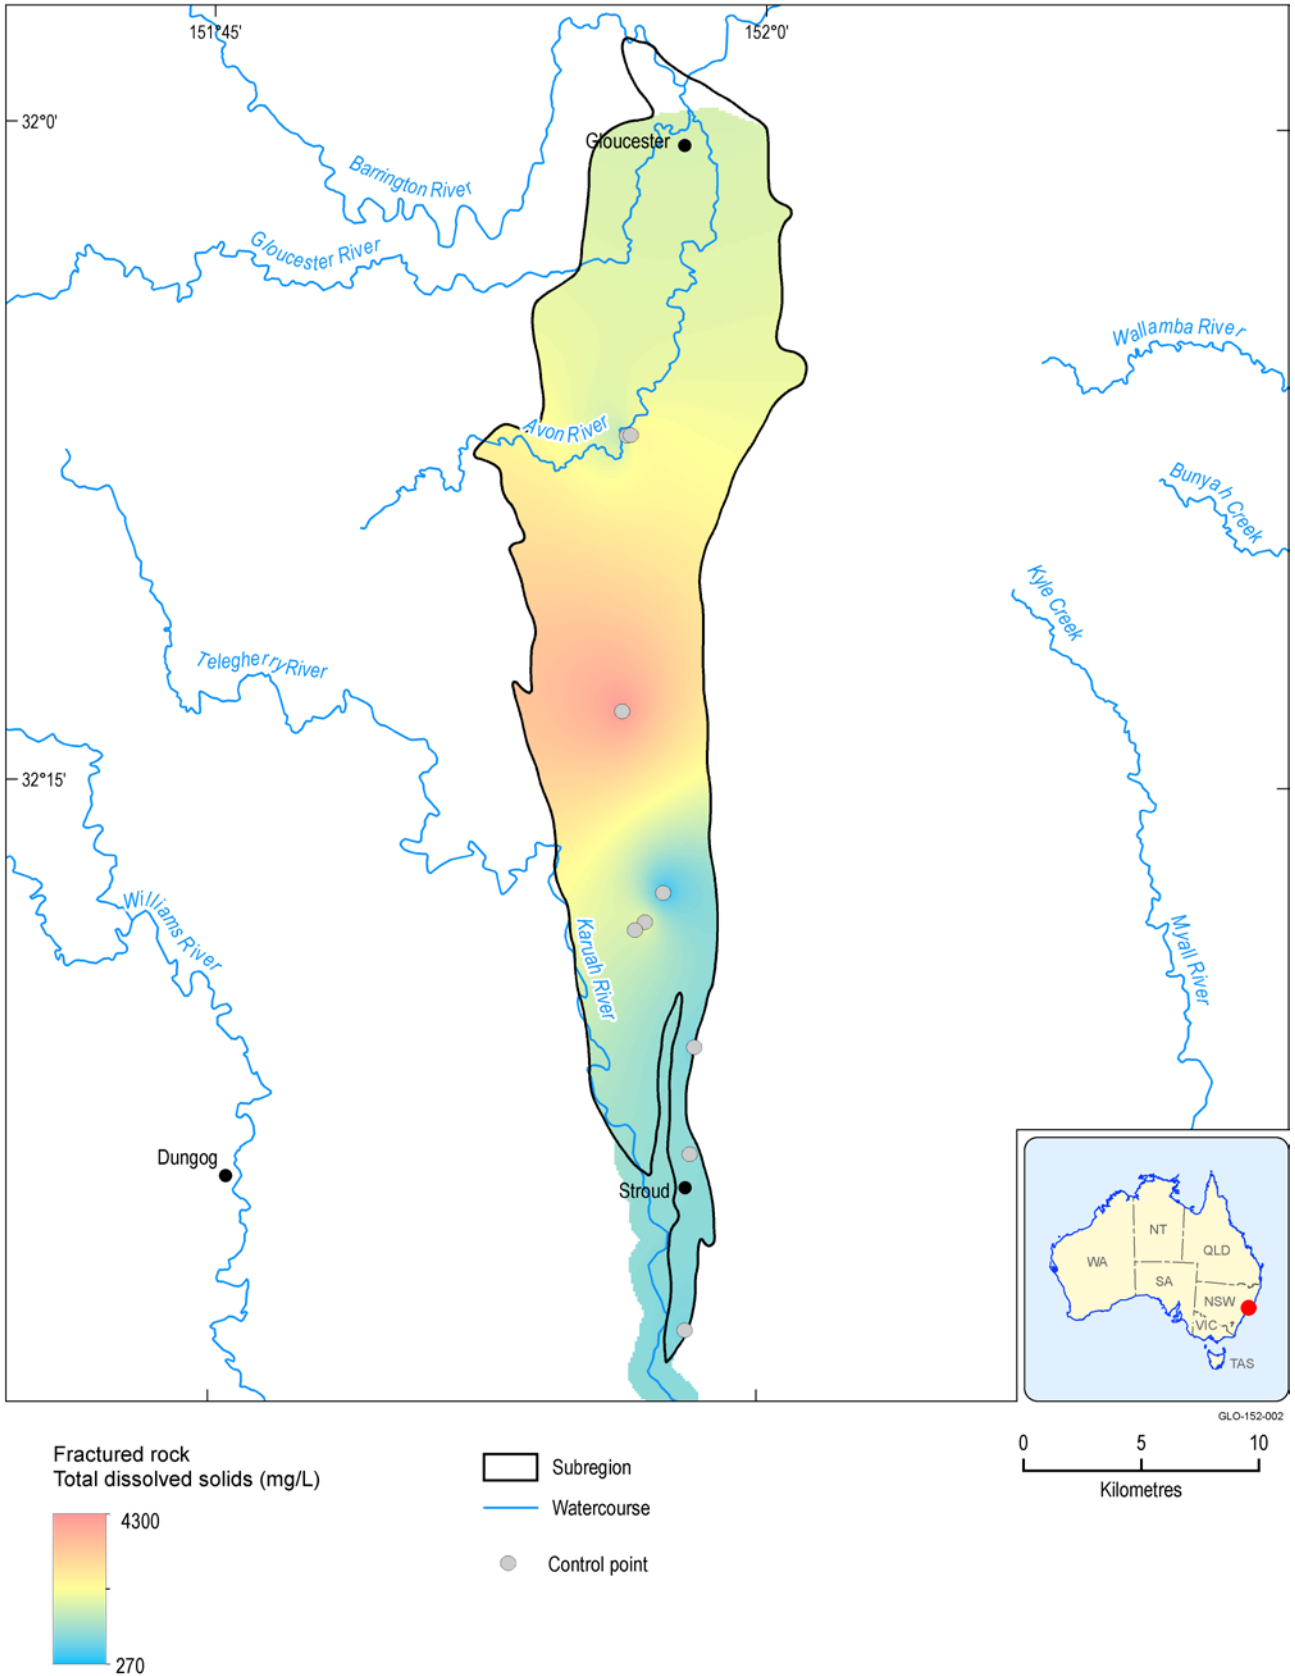 151°45'
152°0'
32°0'
Gloucester
Barrington River
Gloucester River
Wallamba River
Avon River
Bunyah Creek
Kyle Creek
Telegherry River
32°15'
Williams River
Karuah River
Myall River
Dungog
Stroud
NT
QLD
WA
SA
NSW
VIC
TAS
GLO-152-002
Fractured rock
Total dissolved solids (mg/L)
4300
270
Subregion
Watercourse
Control point
0 5 10
Kilometres